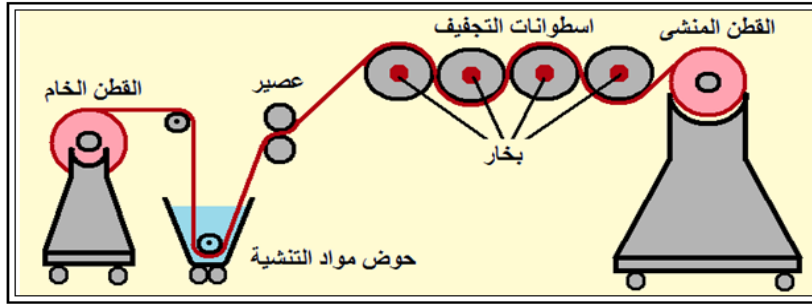 اسطوانات التجفيف
القطن المنشى
القطن الخام
عصير
بخار
حوض مواد التنشية